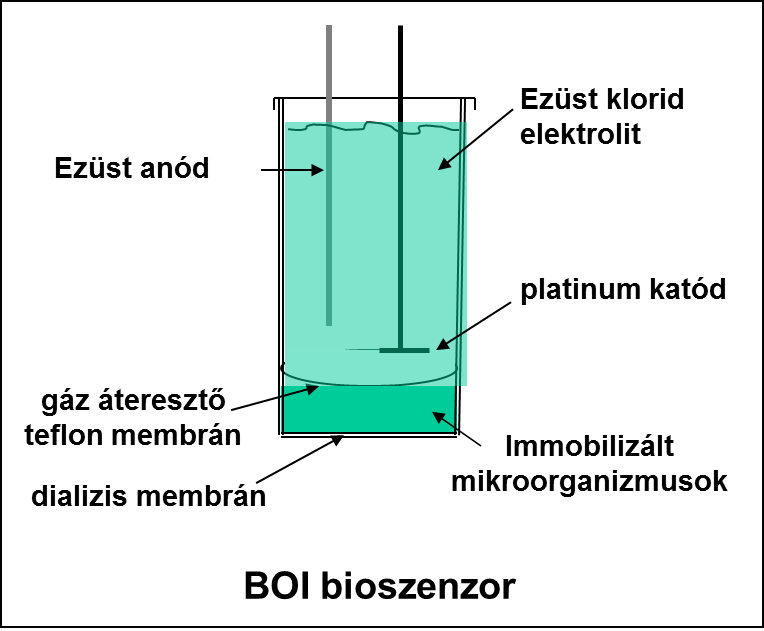 Ezüst klorid
elektrolit
Ezüst anód
platinum katód
gáz áteresztő
teflon membrán
Immobilizált
mikroorganizmusok
dializis membrán
BOI bioszenzor